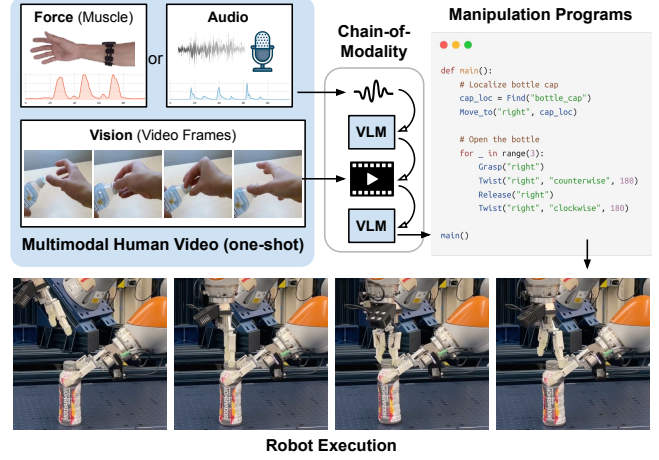 Force (Muscle)
or
Audio
Vision (Video Frames)
Multimodal Human Video (one-shot)
Chain-of-
Modality
VLM
VLM
Manipulation Programs
def main():
# Localize bottle cap
cap_loc = Find("bottle_cap")
Move_to("right", cap_loc)
# Open the bottle
for _ in range(3):
Grasp("right")
Twist("right", "counterwise", 180)
Release("right")
Twist("right", "clockwise", 180)
main()
Robot Execution